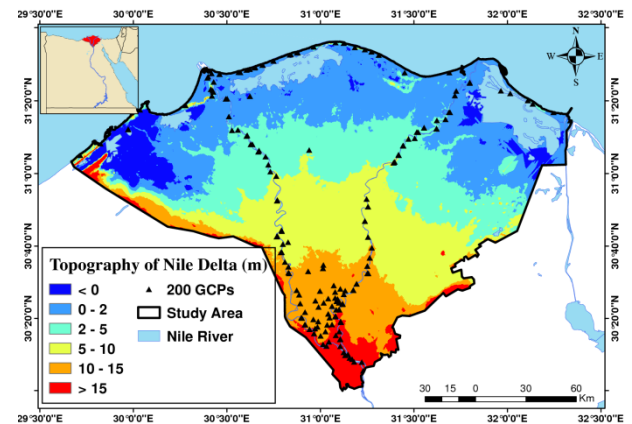 29°30'0"E 30°0'0"E 30°30'0"E 31°0'0"E 31°30'0"E 32°0'0"E 32°30'0"E
N
W E
S
31°20'0"N 31°20'0"N
31°0'0"N 31°0'0"N
30°40'0"N 30°40'0"N
30°20'0"N 30°20'0"N
Topography of Nile Delta (m)
< 0
0 - 2
2 - 5
5 - 10
10 - 15
> 15
200 GCPs
Study Area
Nile River
30 15 0 30 60
Km
29°30'0"E 30°0'0"E 30°30'0"E 31°0'0"E 31°30'0"E 32°0'0"E 32°30'0"E